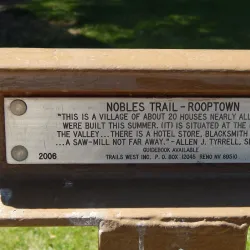 NOBLES TRAIL - ROOPTOWN
"THIS IS A VILLAGE OF ABOUT 20 HOUSES NEARLY ALL
WERE BUILT THIS SUMMER. (IT) IS SITUATED AT THE
THE VALLEY...THERE IS A HOTEL STORE, BLACKSMITH
...A SAW-MILL NOT FAR AWAY." - ALLEN J. TYRRELL,
GUIDEBOOK AVAILABLE
2006 TRAILS WEST INC. P.O. BOX 12045 RENO NV 89510